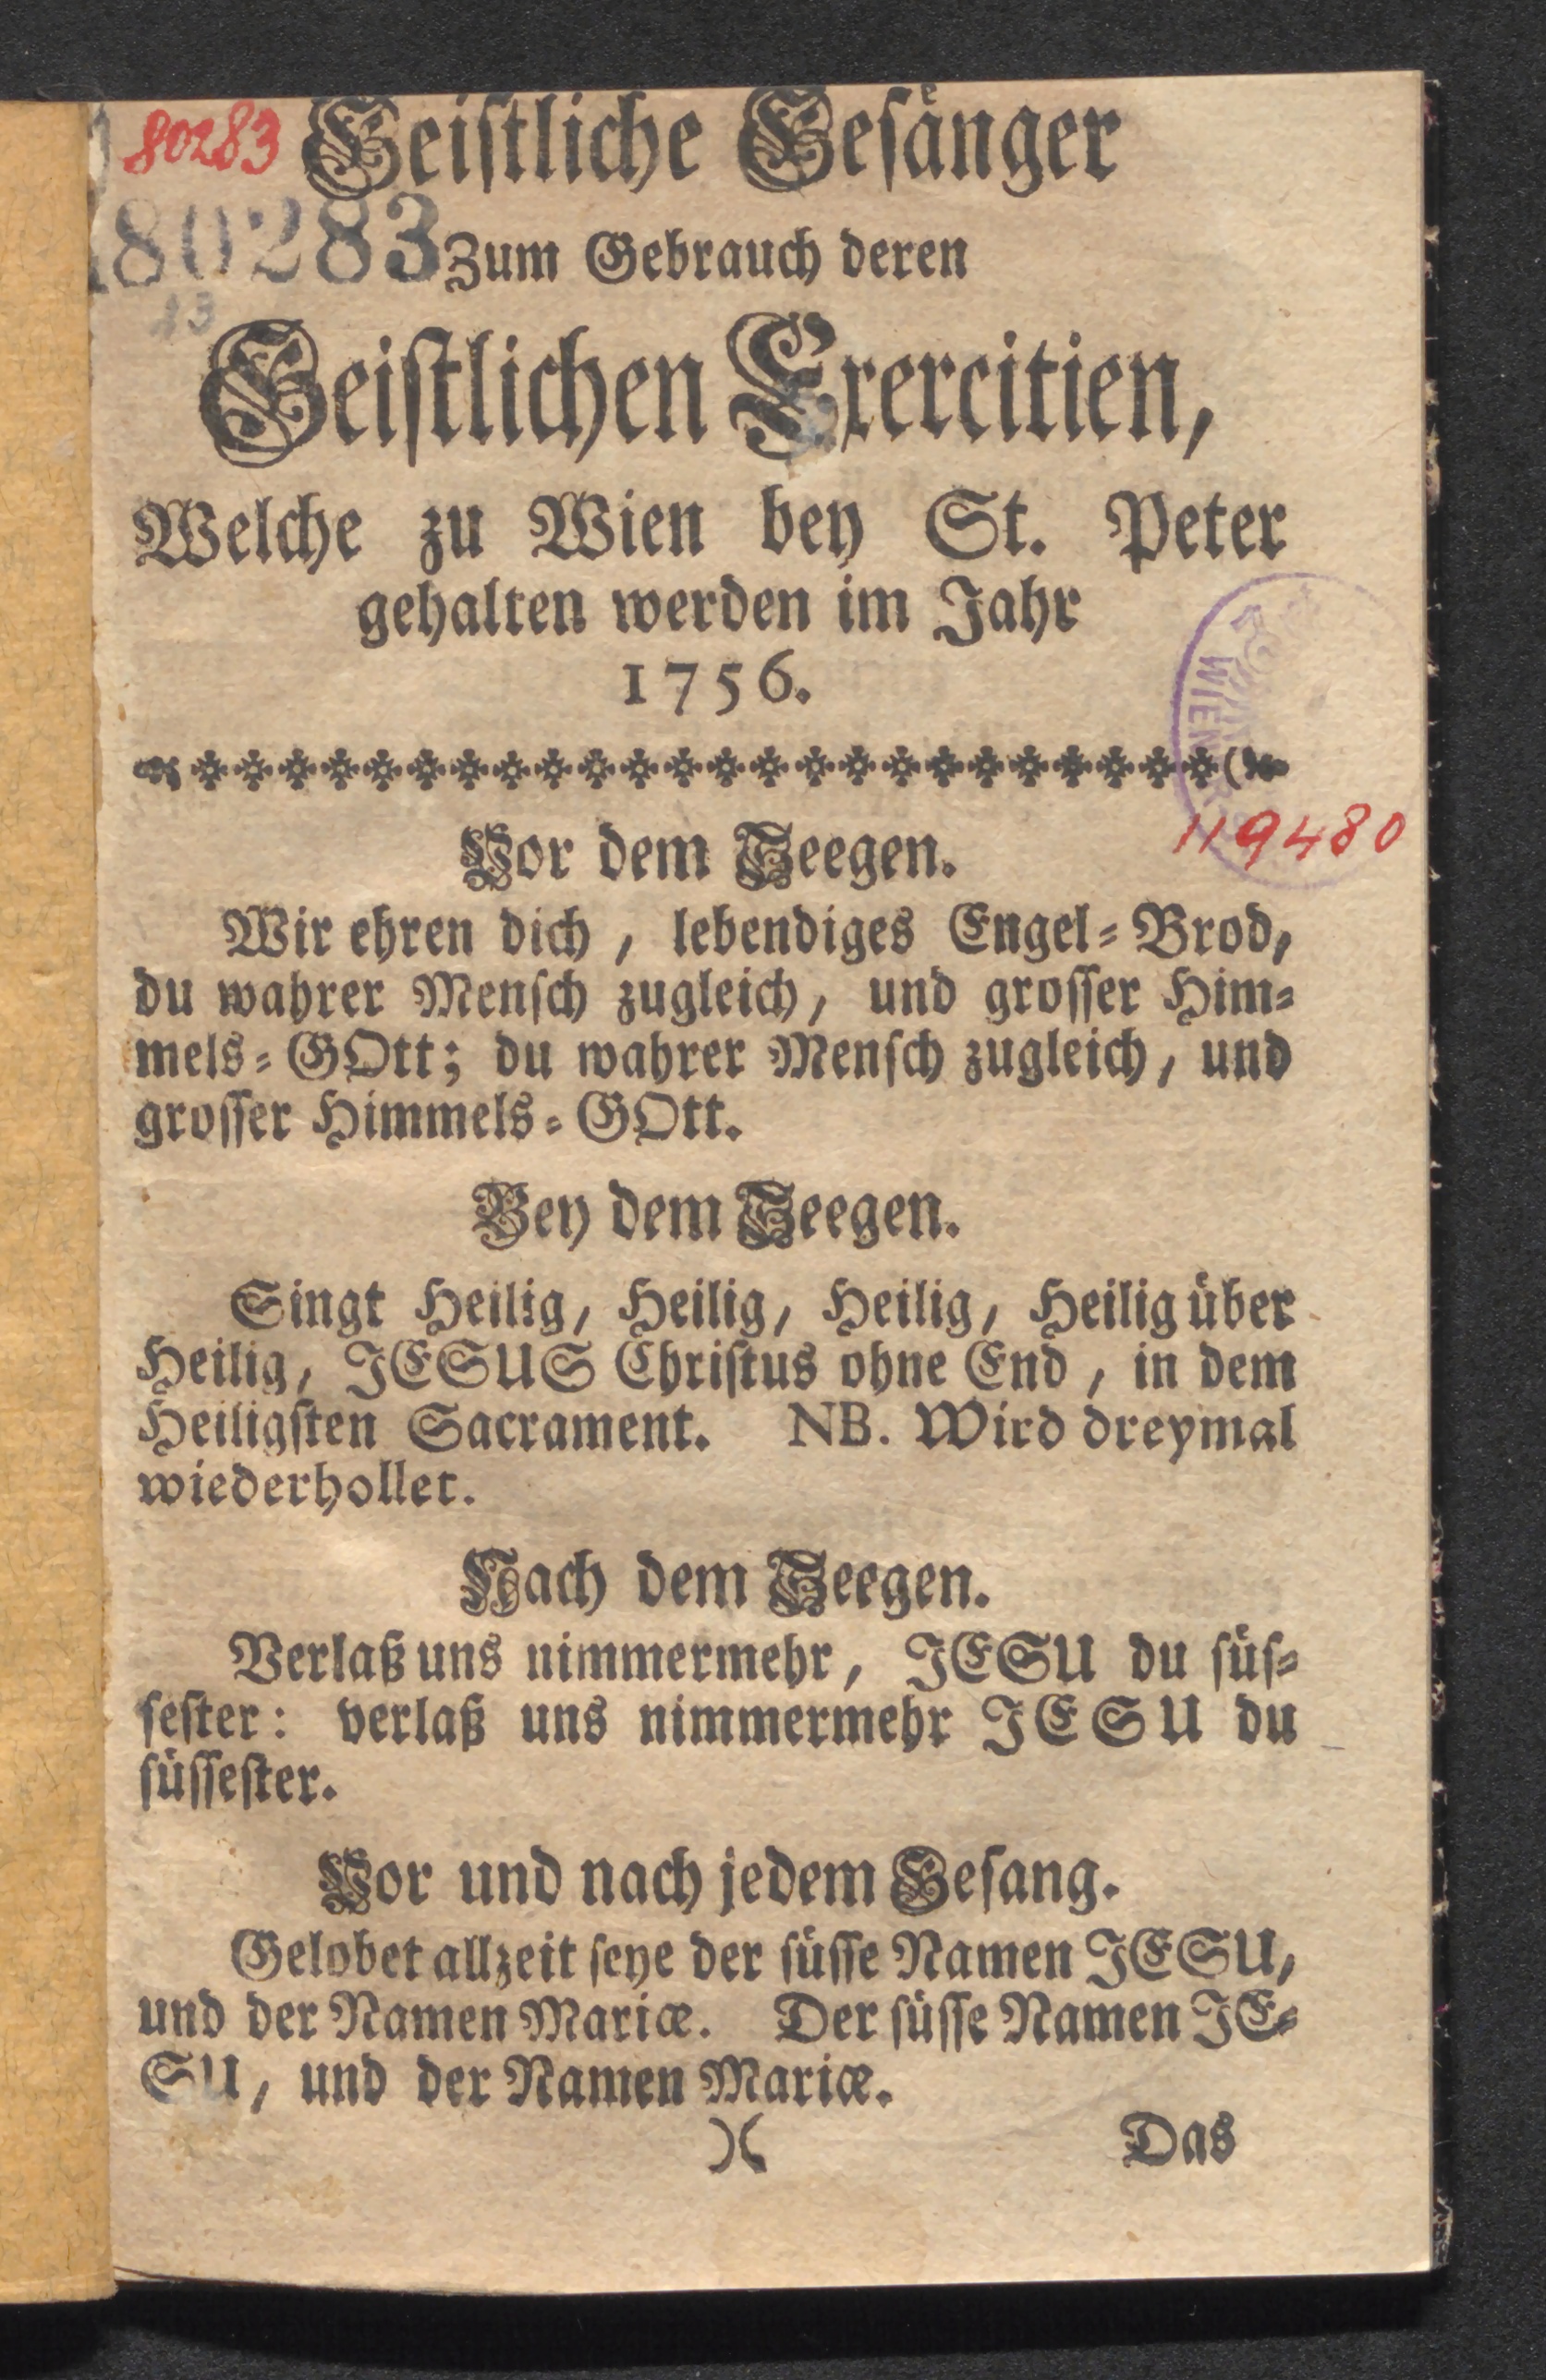 80283 Geistliche Gesänger
80283 Zum Gebrauch deren
13
Geistlichen Exercitien,
Welche zu Wien bey St. Peter
gehalten werden im Jahr
1756.
WIEN
119480
Vor dem Seegen.
Wir ehren dich, lebendiges Engel-Brod,
du wahrer Mensch zugleich, und grosser Him-
mels-GOtt; du wahrer Mensch zugleich, und
grosser Himmels-GOtt.
Bey dem Seegen.
Singt Heilig, Heilig, Heilig, Heilig über
Heilig, JESUS Christus ohne End, in dem
Heiligsten Sacrament. NB. Wird dreymal
wiederhollet.
Nach dem Seegen.
Verlaß uns nimmermehr, JESU du süs-
sester: verlaß uns nimmermehr JESU du
süssester.
Vor und nach jedem Gesang.
Gelobet allzeit seye der süsse Namen JESU,
und der Namen Mariæ. Der süsse Namen JE-
SU, und der Namen Mariæ.
)( Das